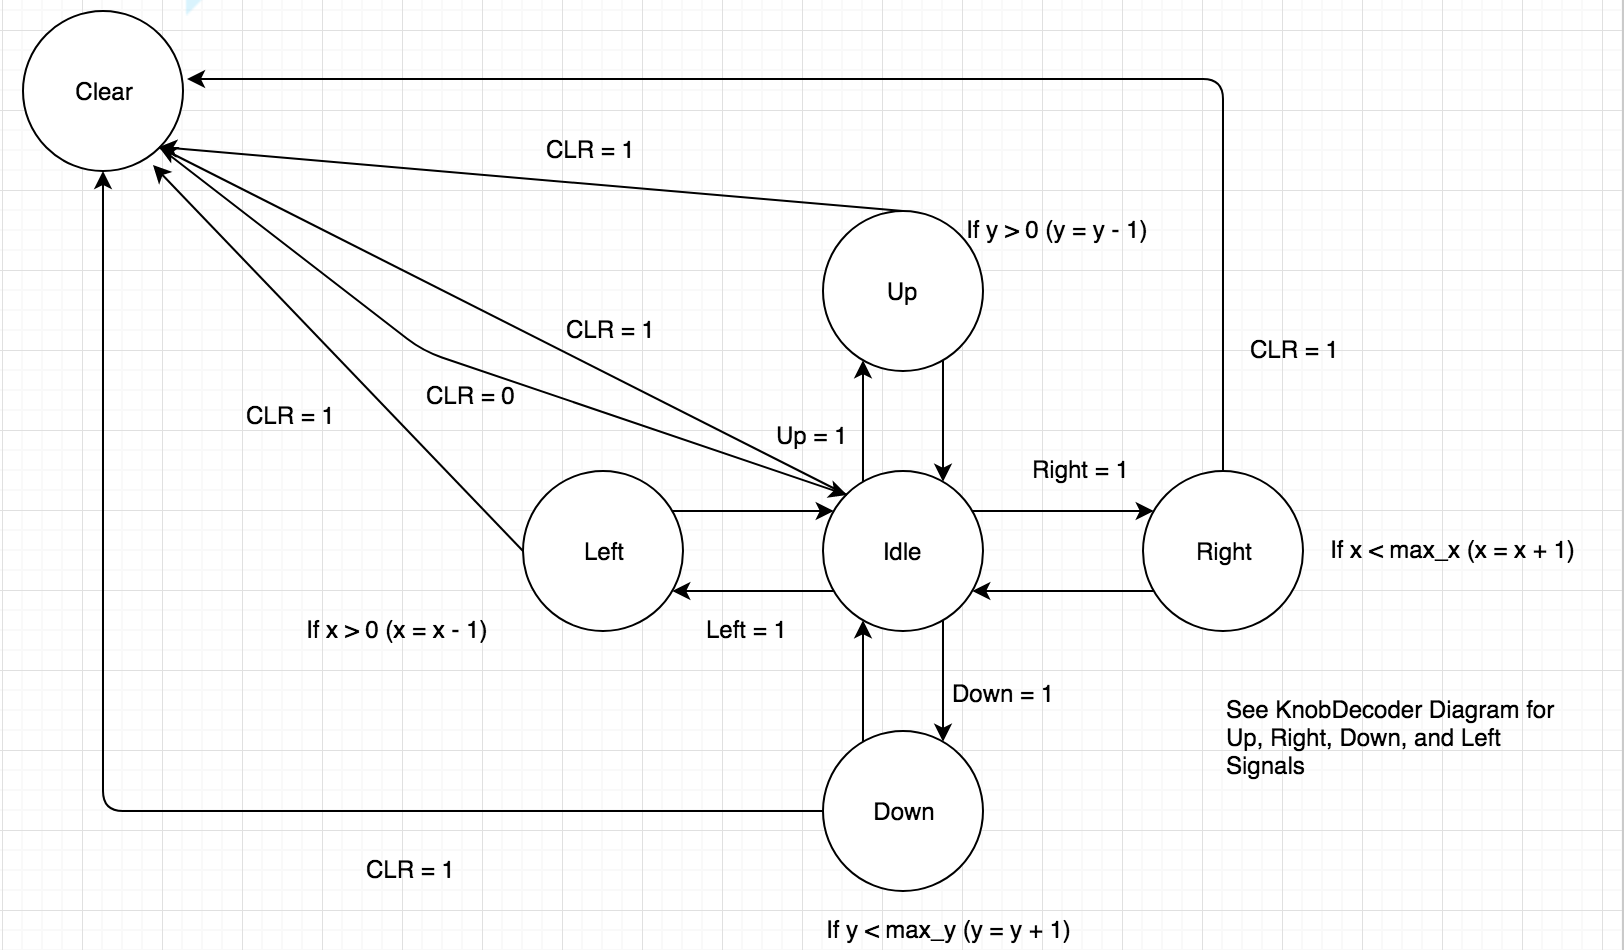 Clear
CLR = 1
If y > 0 (y = y - 1)
Up
CLR = 1
CLR = 1
CLR = 0
CLR = 1
Up = 1
Right = 1
Left
Idle
Right
If x < max_x (x = x + 1)
If x > 0 (x = x - 1)
Left = 1
Down = 1
See KnobDecoder Diagram for
Up, Right, Down, and Left
Signals
Down
CLR = 1
If y < max_y (y = y + 1)